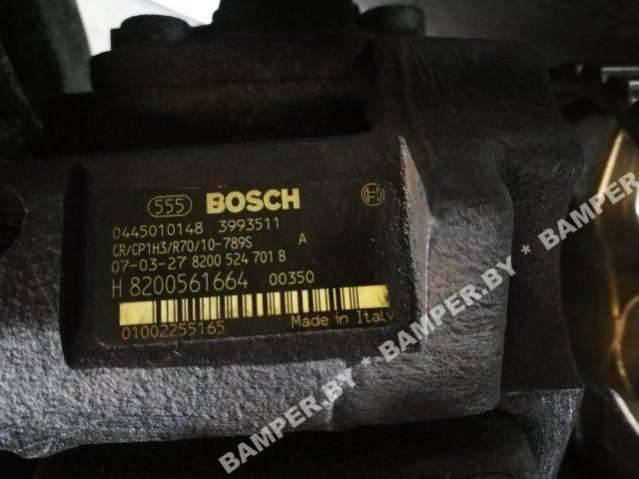 555 BOSCH
0445010148 3993511
CR/CP1H3/R70/10-789S A
07-03-27 8200 524 701 B
H 8200561664 00350
01002255165 Made in Italy
BAMPER.BY * BAMPER.BY * BAMPER.BY